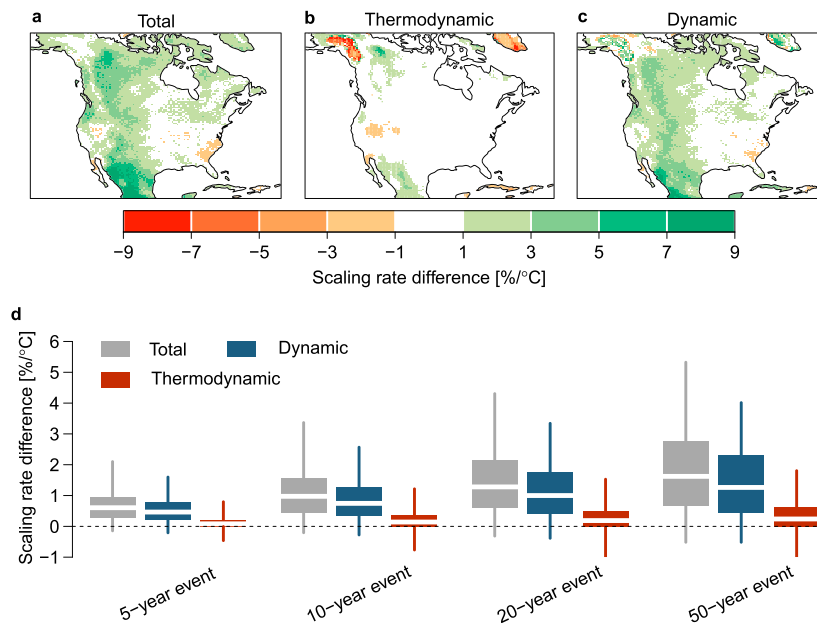 a
Total
b
Thermodynamic
c
Dynamic
−9 −7 −5 −3 −1 1 3 5 7 9
Scaling rate difference [%/°C]
d
Scaling rate difference [%/°C]
6
5
4
3
2
1
0
−1
Total
Dynamic
Thermodynamic
5−year event
10−year event
20−year event
50−year event